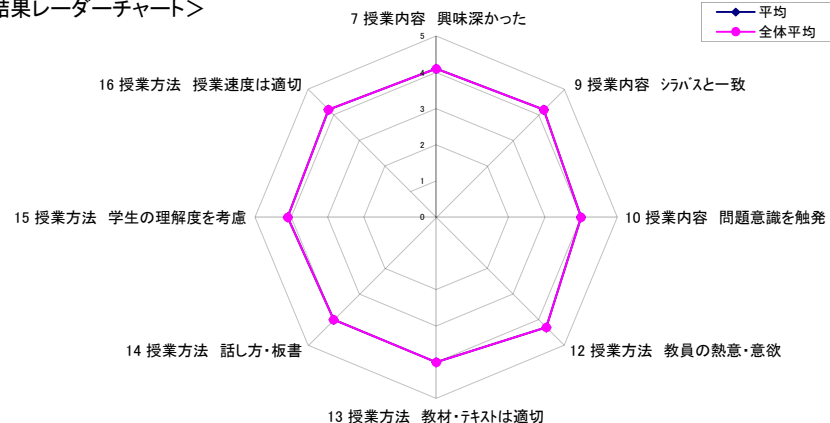 結果レーダーチャート＞
平均
全体平均
7 授業内容　興味深かった
16 授業方法　授業速度は適切
9 授業内容　ｼﾗﾊﾞｽと一致
5
4
3
2
1
0
15 授業方法　学生の理解度を考慮
10 授業内容　問題意識を触発
14 授業方法　話し方・板書
12 授業方法　教員の熱意・意欲
13 授業方法　教材・ﾃｷｽﾄは適切